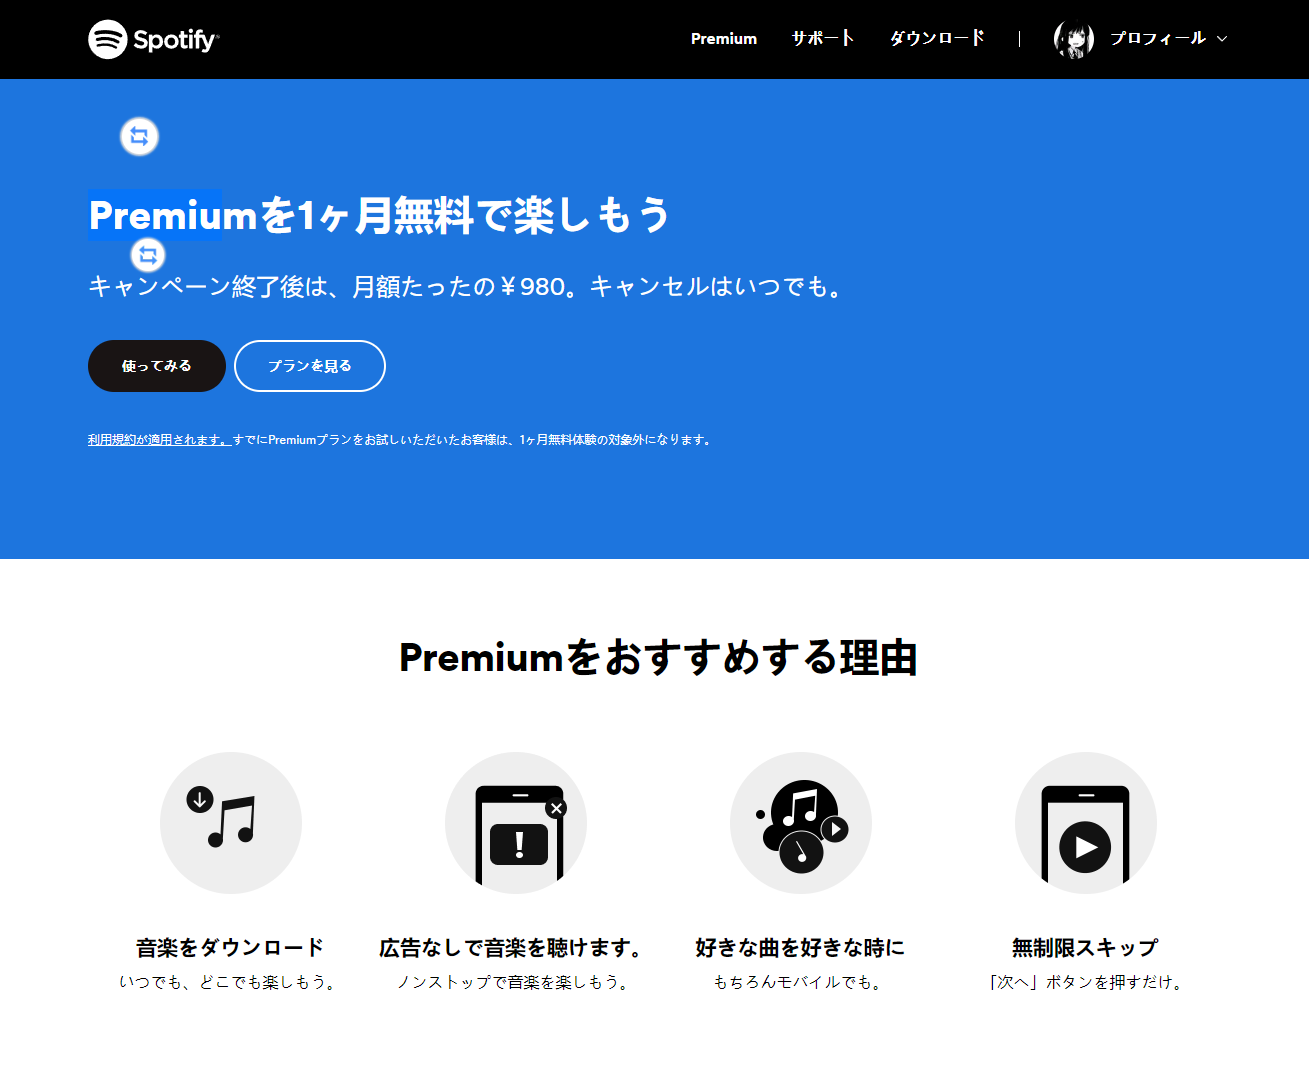 Spotify
Premium
サポート
ダウンロード
プロフィール
Premiumを1ヶ月無料で楽しもう
キャンペーン終了後は、月額たったの￥980。キャンセルはいつでも。
使ってみる
プランを見る
利用規約が適用されます。すでにPremiumプランをお試しいただいたお客様は、1ヶ月無料体験の対象外になります。
Premiumをおすすめする理由
音楽をダウンロード
いつでも、どこでも楽しもう。
広告なしで音楽を聴けます。
ノンストップで音楽を楽しもう。
好きな曲を好きな時に
もちろんモバイルでも。
無制限スキップ
「次へ」ボタンを押すだけ。